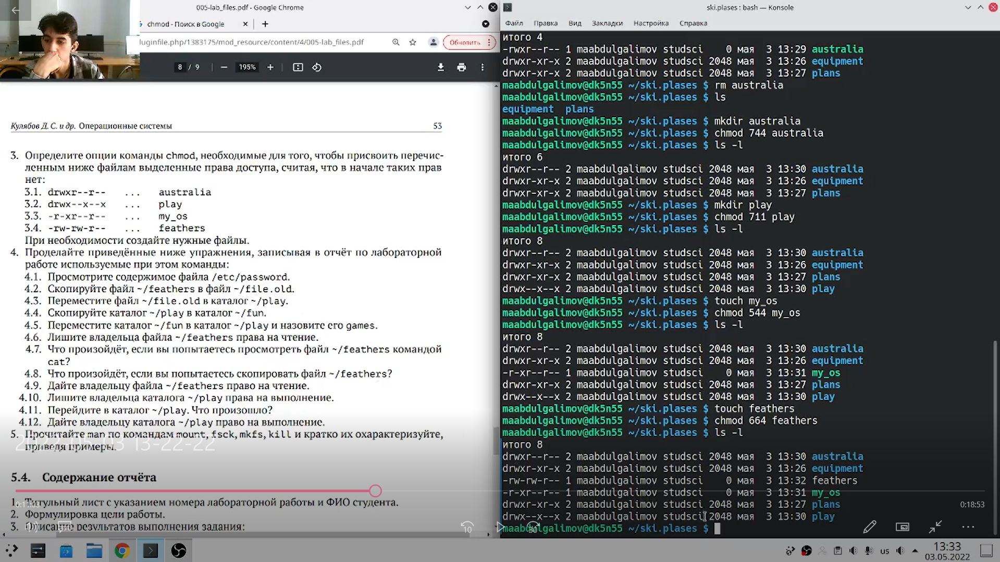 005-lab_files.pdf - Google Chrome
chmod - Поиск в Google
luginfile.php/1383175/mod_resource/content/4/005-lab_files.pdf
Обновить
8 / 9
195%
Кулябов Д. С. и др. Операционные системы 53
3. Определите опции команды chmod, необходимые для того, чтобы присвоить перечис-
ленным ниже файлам выделенные права доступа, считая, что в начале таких прав
нет:
3.1. drwxr--r-- ... australia
3.2. drwx--x--x ... play
3.3. -r-xr--r-- ... my_os
3.4. -rw-rw-r-- ... feathers
При необходимости создайте нужные файлы.
4. Проделайте приведённые ниже упражнения, записывая в отчёт по лабораторной
работе используемые при этом команды:
4.1. Просмотрите содержимое файла /etc/password.
4.2. Скопируйте файл ~/feathers в файл ~/file.old.
4.3. Переместите файл ~/file.old в каталог ~/play.
4.4. Скопируйте каталог ~/play в каталог ~/fun.
4.5. Переместите каталог ~/fun в каталог ~/play и назовите его games.
4.6. Лишите владельца файла ~/feathers права на чтение.
4.7. Что произойдёт, если вы попытаетесь просмотреть файл ~/feathers командой
cat?
4.8. Что произойдёт, если вы попытаетесь скопировать файл ~/feathers?
4.9. Дайте владельцу файла ~/feathers право на чтение.
4.10. Лишите владельца каталога ~/play права на выполнение.
4.11. Перейдите в каталог ~/play. Что произошло?
4.12. Дайте владельцу каталога ~/play право на выполнение.
5. Прочитайте man по командам mount, fsck, mkfs, kill и кратко их охарактеризуйте,
приведя примеры.
2022-05-03 13-22-22
5.4. Содержание отчёта
1. Титульный лист с указанием номера лабораторной работы и ФИО студента.
2. Формулировка цели работы.
3. Описание результатов выполнения задания:
0:11:03
ski.plases : bash — Konsole
Файл Правка Вид Закладки Настройка Справка
итого 4
-rwxr--r-- 1 maabdulgalimov studsci 0 мая 3 13:29 australia
drwxr-xr-x 2 maabdulgalimov studsci 2048 мая 3 13:26 equipment
drwxr-xr-x 2 maabdulgalimov studsci 2048 мая 3 13:27 plans
maabdulgalimov@dk5n55 ~/ski.plases $ rm australia
maabdulgalimov@dk5n55 ~/ski.plases $ ls
equipment plans
maabdulgalimov@dk5n55 ~/ski.plases $ mkdir australia
maabdulgalimov@dk5n55 ~/ski.plases $ chmod 744 australia
maabdulgalimov@dk5n55 ~/ski.plases $ ls -l
итого 6
drwxr--r-- 2 maabdulgalimov studsci 2048 мая 3 13:30 australia
drwxr-xr-x 2 maabdulgalimov studsci 2048 мая 3 13:26 equipment
drwxr-xr-x 2 maabdulgalimov studsci 2048 мая 3 13:27 plans
maabdulgalimov@dk5n55 ~/ski.plases $ mkdir play
maabdulgalimov@dk5n55 ~/ski.plases $ chmod 711 play
maabdulgalimov@dk5n55 ~/ski.plases $ ls -l
итого 8
drwxr--r-- 2 maabdulgalimov studsci 2048 мая 3 13:30 australia
drwxr-xr-x 2 maabdulgalimov studsci 2048 мая 3 13:26 equipment
drwxr-xr-x 2 maabdulgalimov studsci 2048 мая 3 13:27 plans
drwx--x--x 2 maabdulgalimov studsci 2048 мая 3 13:30 play
maabdulgalimov@dk5n55 ~/ski.plases $ touch my_os
maabdulgalimov@dk5n55 ~/ski.plases $ chmod 544 my_os
maabdulgalimov@dk5n55 ~/ski.plases $ ls -l
итого 8
drwxr--r-- 2 maabdulgalimov studsci 2048 мая 3 13:30 australia
drwxr-xr-x 2 maabdulgalimov studsci 2048 мая 3 13:26 equipment
-r-xr--r-- 1 maabdulgalimov studsci 0 мая 3 13:31 my_os
drwxr-xr-x 2 maabdulgalimov studsci 2048 мая 3 13:27 plans
drwx--x--x 2 maabdulgalimov studsci 2048 мая 3 13:30 play
maabdulgalimov@dk5n55 ~/ski.plases $ touch feathers
maabdulgalimov@dk5n55 ~/ski.plases $ chmod 664 feathers
maabdulgalimov@dk5n55 ~/ski.plases $ ls -l
итого 8
drwxr--r-- 2 maabdulgalimov studsci 2048 мая 3 13:30 australia
drwxr-xr-x 2 maabdulgalimov studsci 2048 мая 3 13:26 equipment
-rw-rw-r-- 1 maabdulgalimov studsci 0 мая 3 13:32 feathers
-r-xr--r-- 1 maabdulgalimov studsci 0 мая 3 13:31 my_os
drwxr-xr-x 2 maabdulgalimov studsci 2048 мая 3 13:27 plans
drwx--x--x 2 maabdulgalimov studsci 2048 мая 3 13:30 play
maabdulgalimov@dk5n55 ~/ski.plases $
0:18:53
10
30
us
13:33
03.05.2022